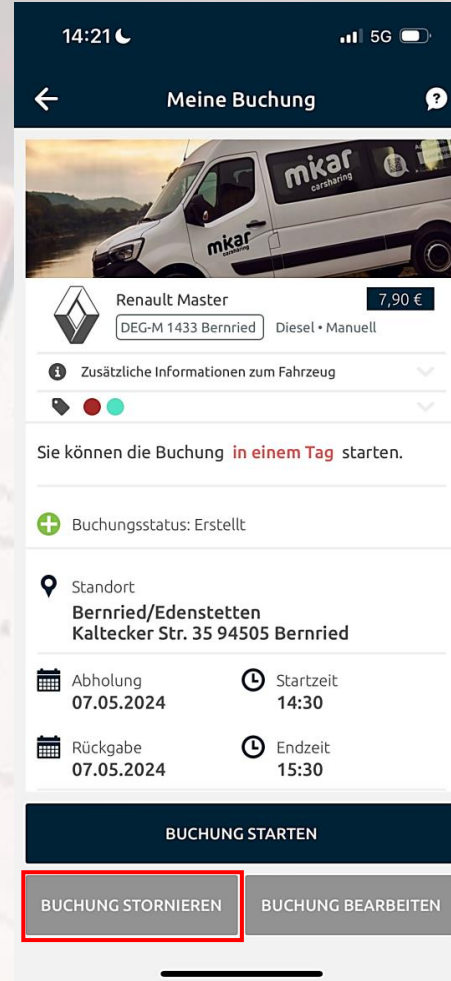 14:21
5G
Meine Buchung
?
mikar
carsharing
mikar
carsharing
Renault Master
7,90 €
DEG-M 1433 Bernried
Diesel • Manuell
Zusätzliche Informationen zum Fahrzeug
Sie können die Buchung in einem Tag starten.
Buchungsstatus: Erstellt
Standort
Bernried/Edenstetten
Kaltecker Str. 35 94505 Bernried
Abholung
07.05.2024
Startzeit
14:30
Rückgabe
07.05.2024
Endzeit
15:30
BUCHUNG STARTEN
BUCHUNG STORNIEREN
BUCHUNG BEARBEITEN